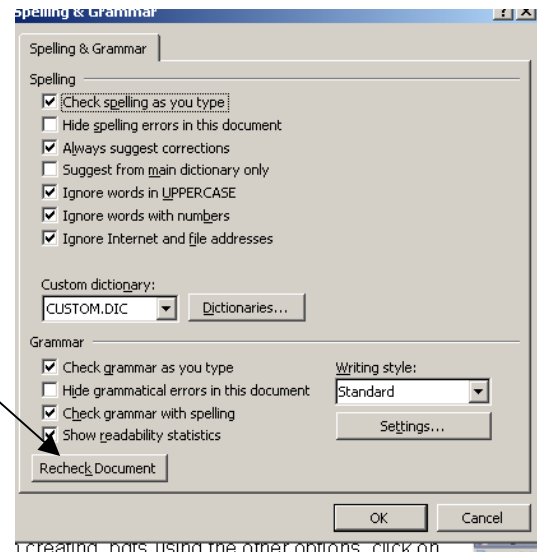 Spelling & Grammar
Spelling & Grammar
Spelling
Check spelling as you type
Hide spelling errors in this document
Always suggest corrections
Suggest from main dictionary only
Ignore words in UPPERCASE
Ignore words with numbers
Ignore Internet and file addresses
Custom dictionary:
CUSTOM.DIC Dictionaries...
Grammar
Check grammar as you type Writing style:
Hide grammatical errors in this document Standard
Check grammar with spelling
Show readability statistics Settings...
Recheck Document
OK Cancel
creating pdfs using the other options, click on